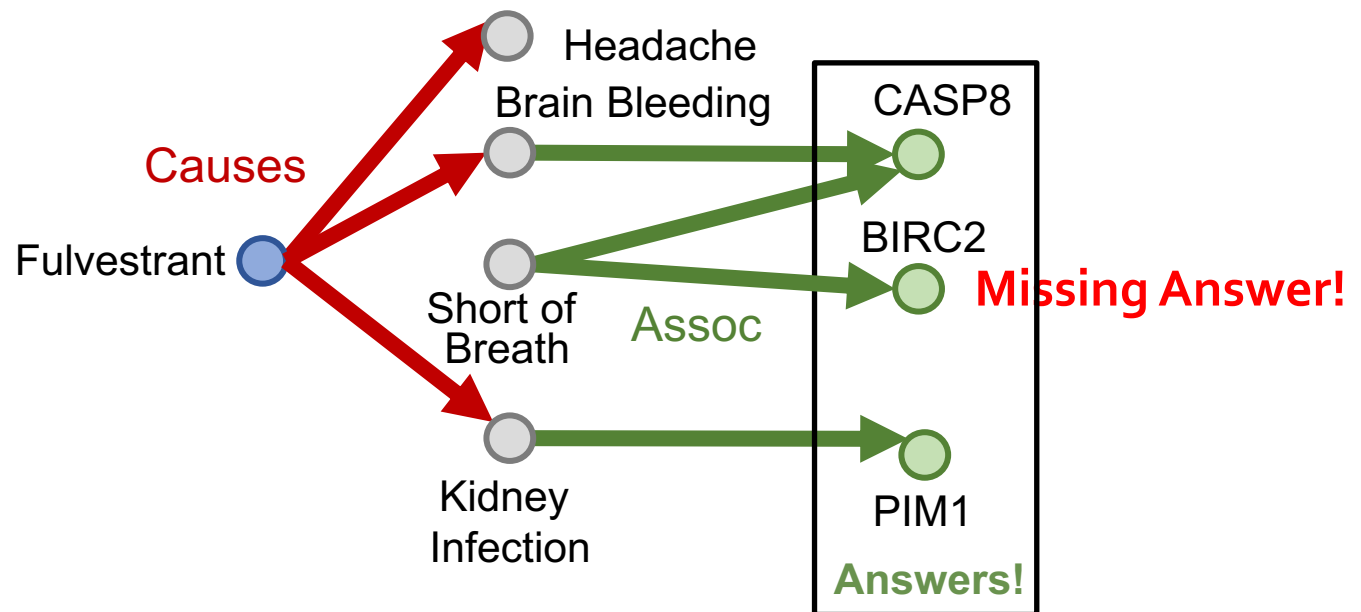 Headache
Brain Bleeding
CASP8
Causes
Fulvestrant
BIRC2
Missing Answer!
Short of
Breath
Assoc
Kidney
Infection
PIM1
Answers!